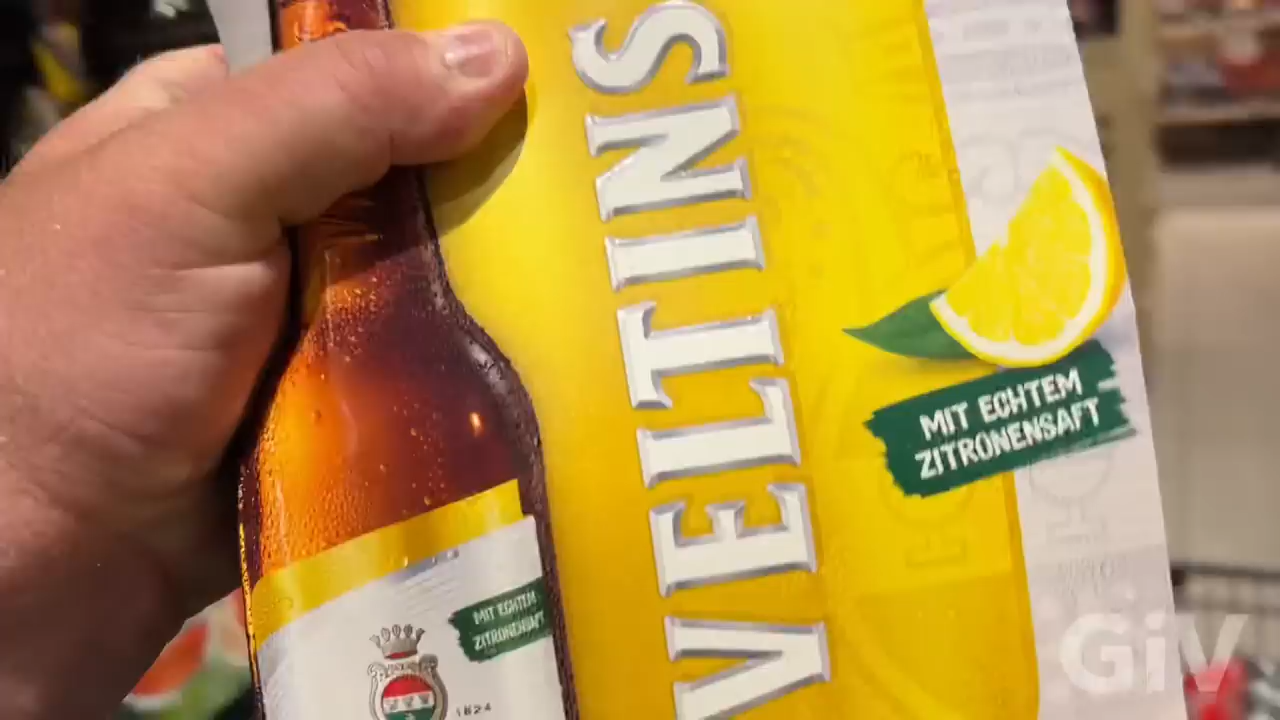 VELTINS
MIT ECHTEM
ZITRONENSAFT
MIT ECHTEM
ZITRONENSAFT
1824
GiV